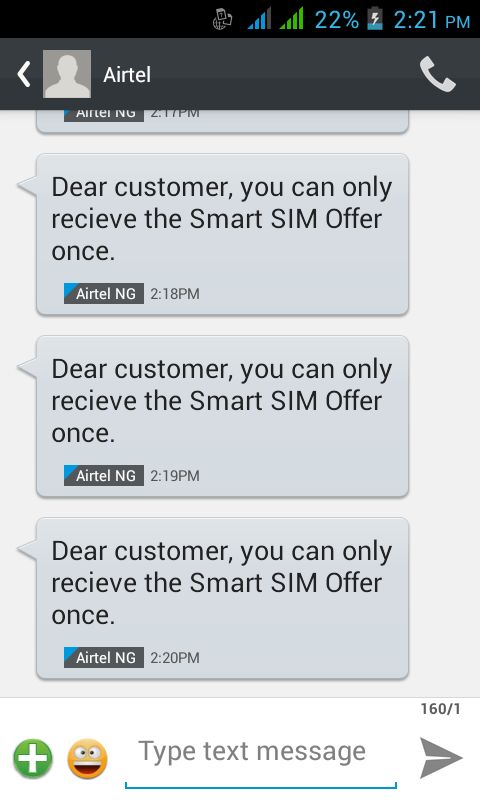 22% 2:21 PM
Airtel
Airtel NG 2:17PM
Dear customer, you can only
recieve the Smart SIM Offer
once.
Airtel NG 2:18PM
Dear customer, you can only
recieve the Smart SIM Offer
once.
Airtel NG 2:19PM
Dear customer, you can only
recieve the Smart SIM Offer
once.
Airtel NG 2:20PM
160/1
Type text message